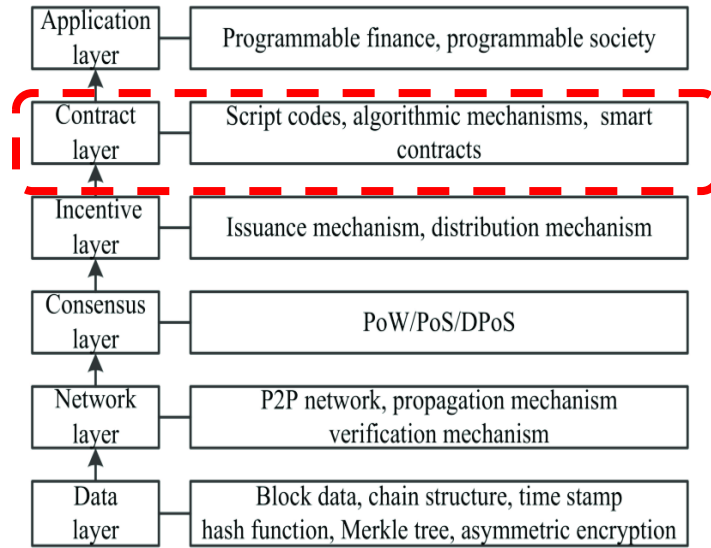 Application
layer
Programmable finance, programmable society
Contract
layer
Script codes, algorithmic mechanisms, smart
contracts
Incentive
layer
Issuance mechanism, distribution mechanism
Consensus
layer
PoW/PoS/DPoS
Network
layer
P2P network, propagation mechanism
verification mechanism
Data
layer
Block data, chain structure, time stamp
hash function, Merkle tree, asymmetric encryption